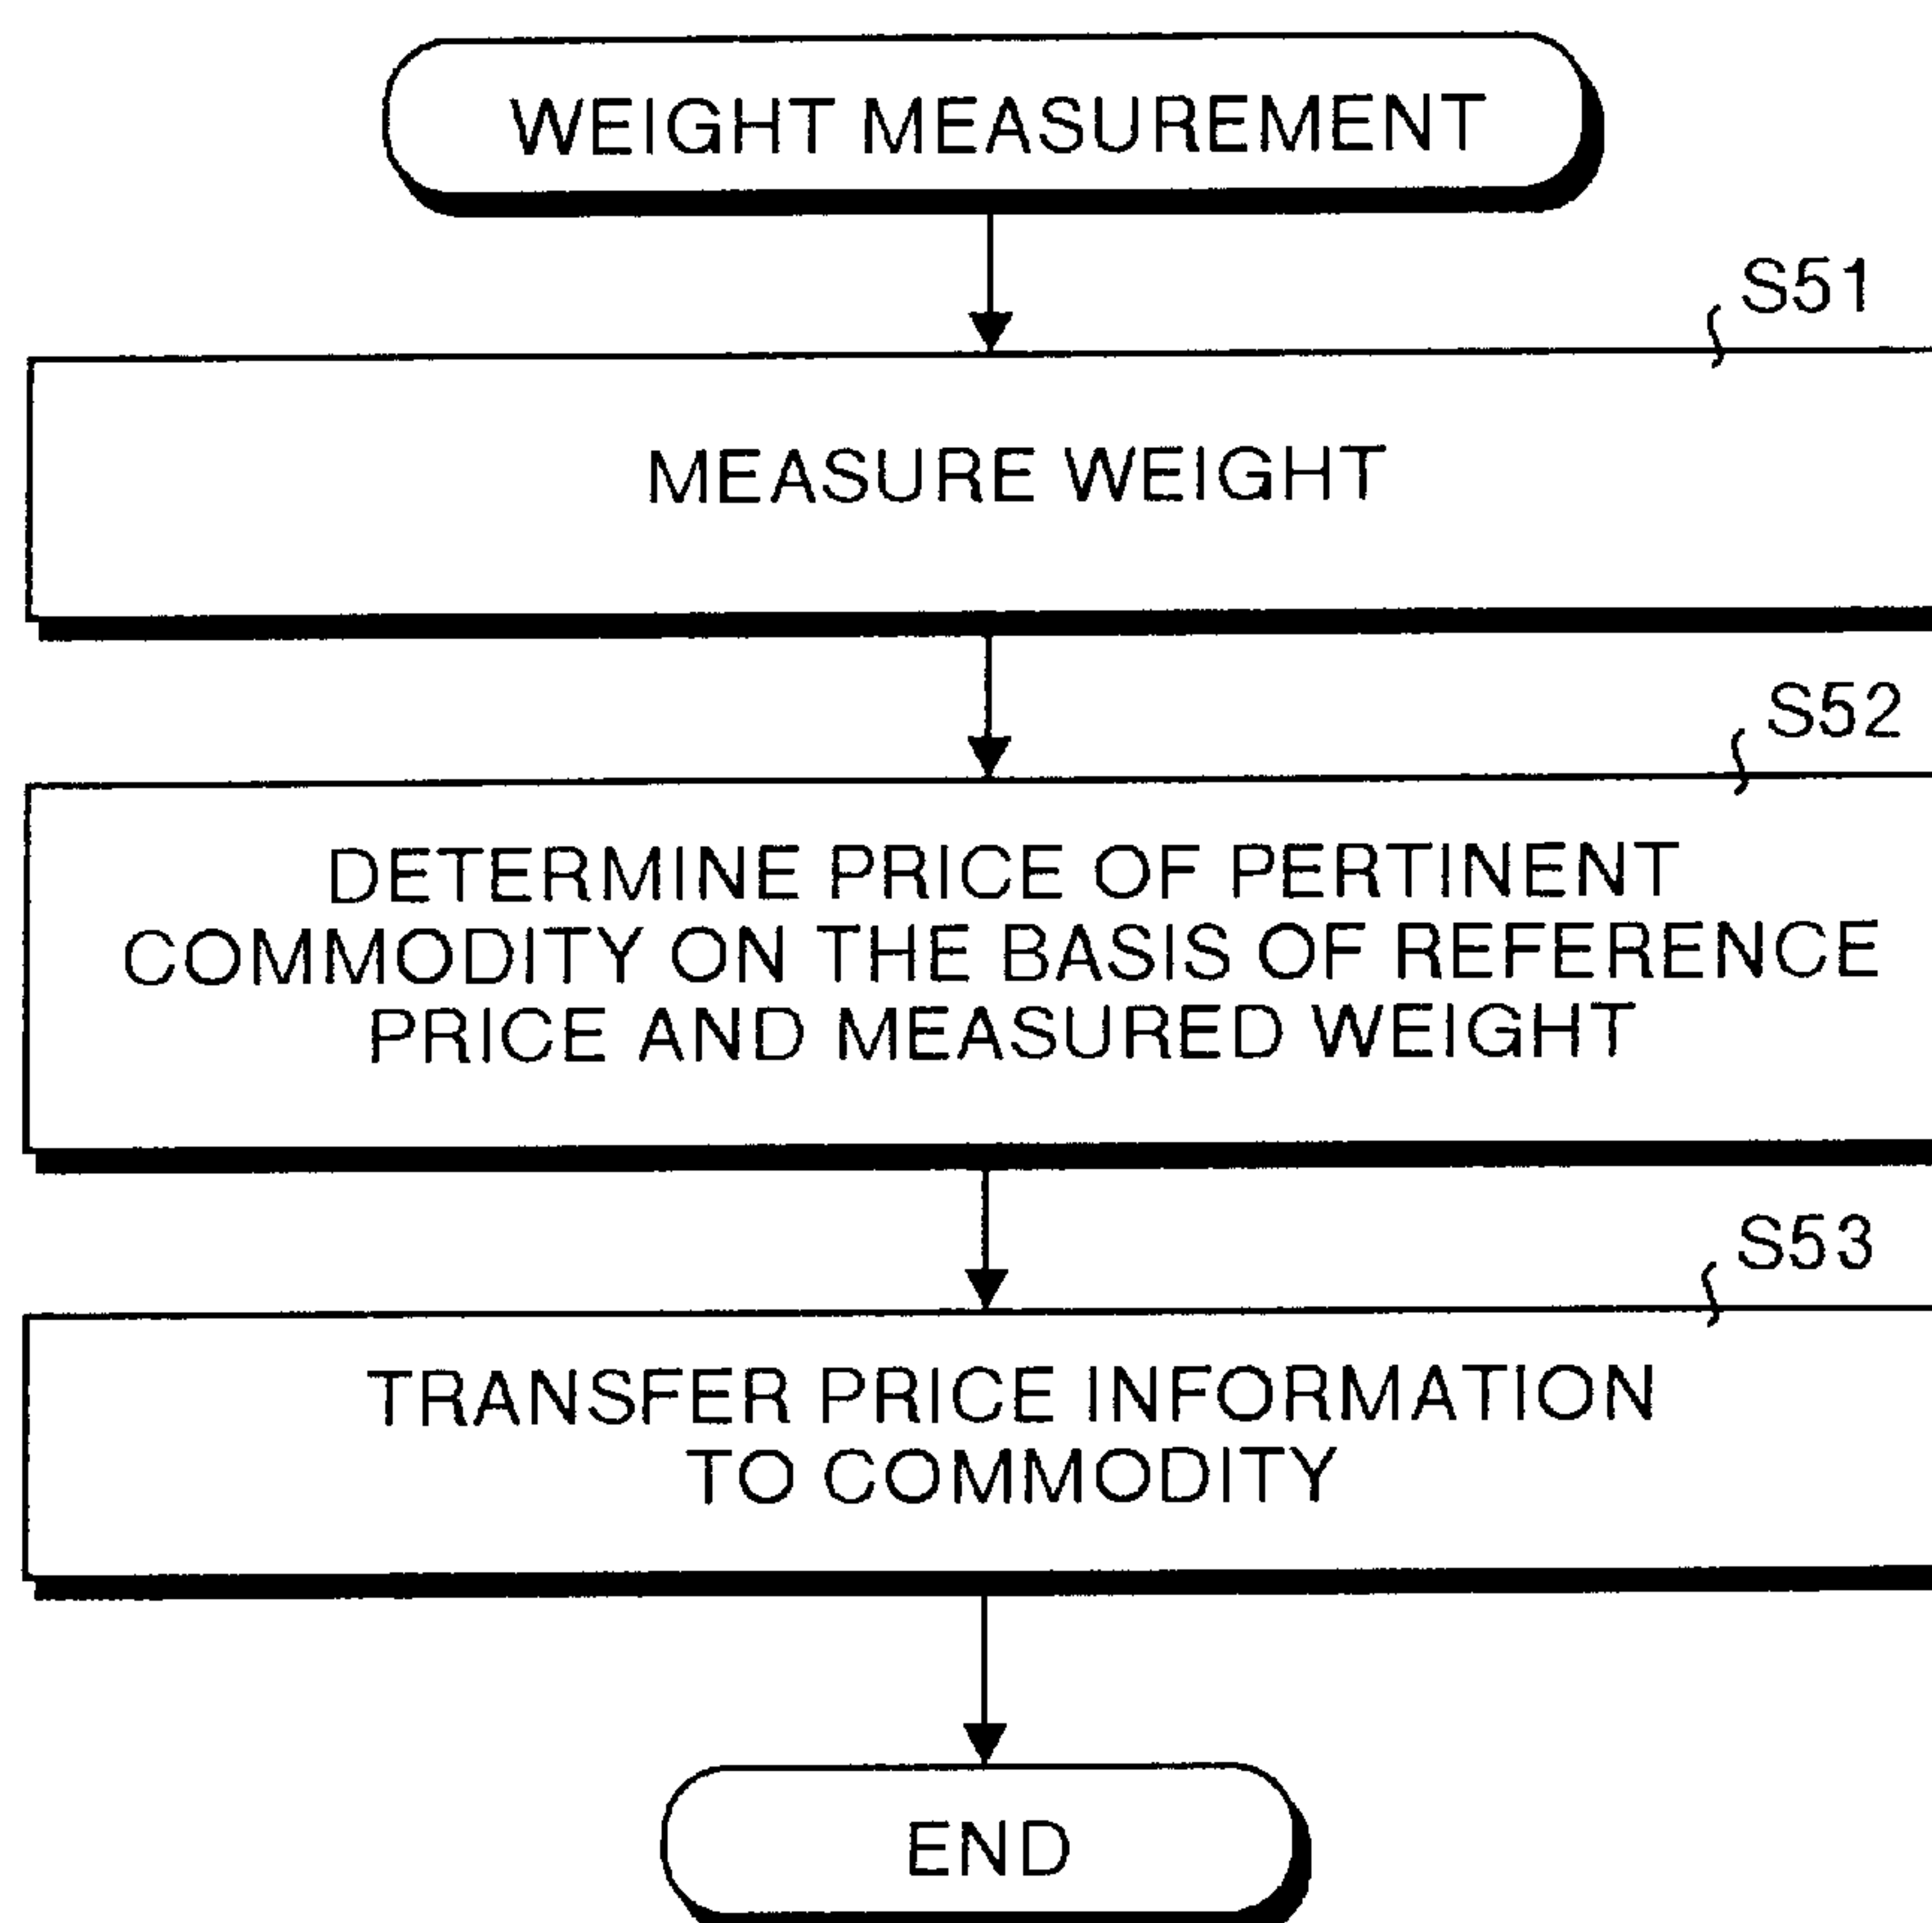 WEIGHT MEASUREMENT
S51
MEASURE WEIGHT
S52
DETERMINE PRICE OF PERTINENT
COMMODITY ON THE BASIS OF REFERENCE
PRICE AND MEASURED WEIGHT
S53
TRANSFER PRICE INFORMATION
TO COMMODITY
END